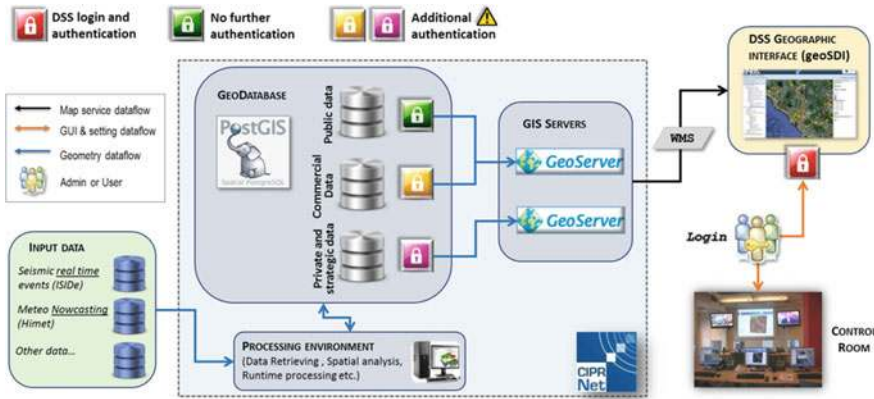 DSS login and
authentication
No further
authentication
Additional
authentication
DSS GEOGRAPHIC
INTERFACE (geoSDI)
Map service dataflow
GUI & setting dataflow
Geometry dataflow
Admin or User
GEODATABASE
PostGIS
Spatial PostgreSQL
Public data
Commercial
Data
Private and
strategic data
GIS SERVERS
GeoServer
GeoServer
WMS
Login
CONTROL
ROOM
INPUT DATA
Seismic real time
events (ISIDe)
Meteo Nowcasting
(Himet)
Other data...
PROCESSING ENVIRONMENT
(Data Retrieving , Spatial analysis,
Runtime processing etc.)
CIPR
Net